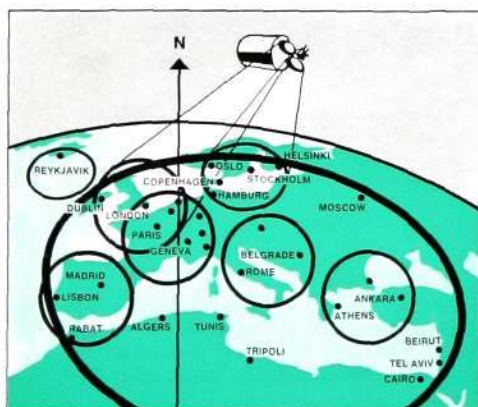 N
REYKJAVIK
OSLO
HELSINKI
STOCKHOLM
COPENHAGEN
HAMBURG
DUBLIN
LONDON
MOSCOW
PARIS
GENEVA
BELGRADE
ROME
MADRID
LISBON
ANKARA
ATHENS
RABAT
ALGERS
TUNIS
TRIPOLI
BEIRUT
TEL AVIV
CAIRO